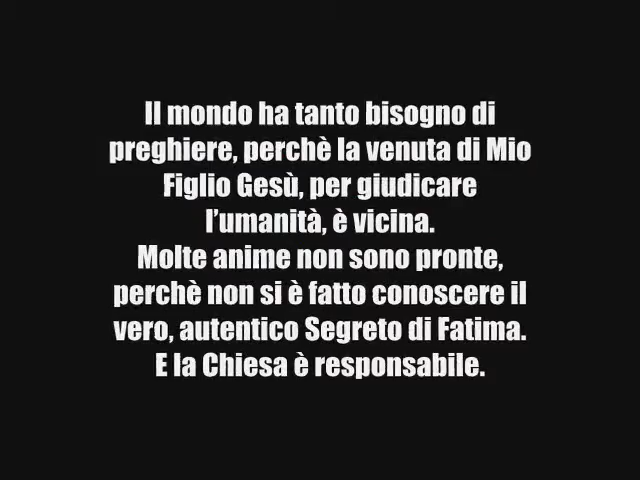 Il mondo ha tanto bisogno di
preghiere, perchè la venuta di Mio
Figlio Gesù, per giudicare
l’umanità, è vicina.
Molte anime non sono pronte,
perchè non si è fatto conoscere il
vero, autentico Segreto di Fatima.
E la Chiesa è responsabile.